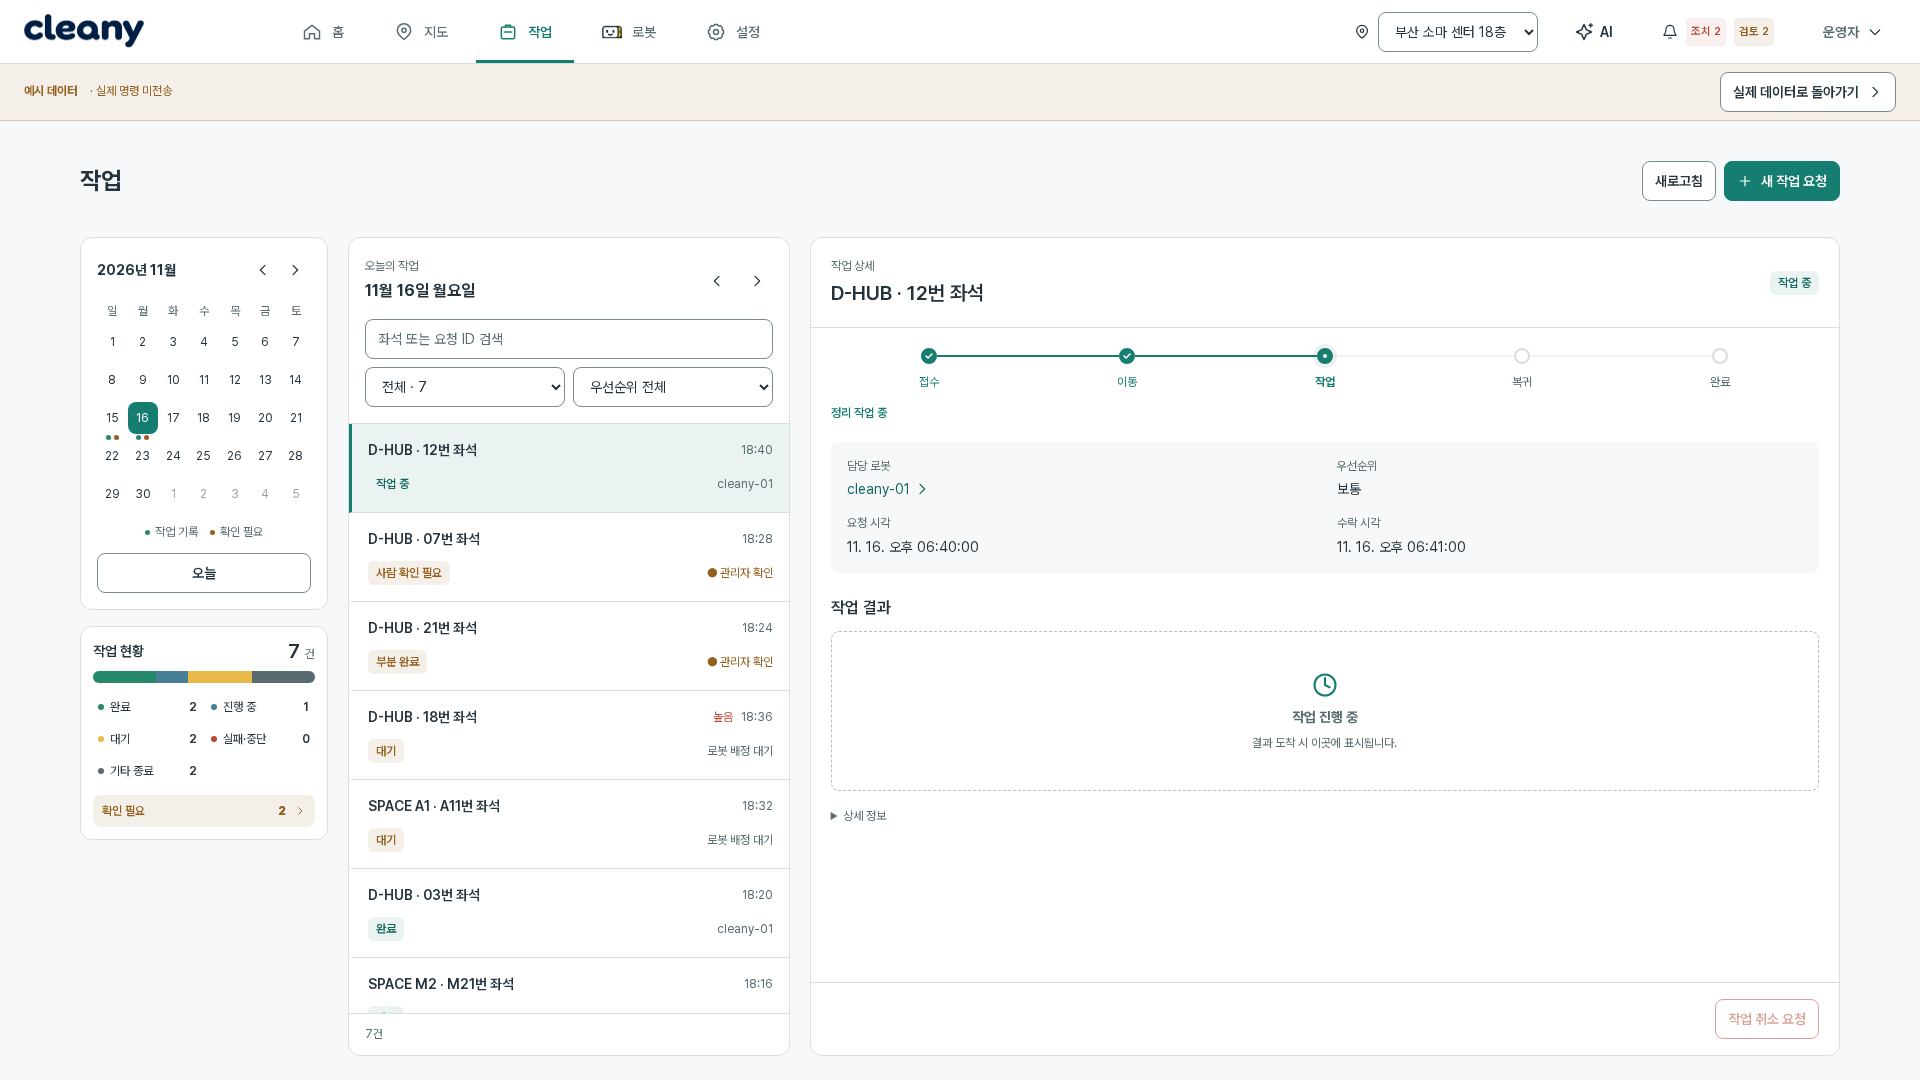 cleany
홈
지도
작업
로봇
설정
부산 소마 센터 18층
AI
조치 2
검토 2
운영자
예시 데이터 · 실제 명령 미전송
실제 데이터로 돌아가기
작업
새로고침
새 작업 요청
2026년 11월
일 월 화 수 목 금 토
1 2 3 4 5 6 7
8 9 10 11 12 13 14
15 16 17 18 19 20 21
22 23 24 25 26 27 28
29 30 1 2 3 4 5
작업 기록 확인 필요
오늘
작업 현황 7 건
완료 2 진행 중 1
대기 2 실패·중단 0
기타 종료 2
확인 필요 2
오늘의 작업
11월 16일 월요일
좌석 또는 요청 ID 검색
전체 · 7
우선순위 전체
D-HUB · 12번 좌석 18:40
작업 중 cleany-01
D-HUB · 07번 좌석 18:28
사람 확인 필요 관리자 확인
D-HUB · 21번 좌석 18:24
부분 완료 관리자 확인
D-HUB · 18번 좌석 높음 18:36
대기 로봇 배정 대기
SPACE A1 · A11번 좌석 18:32
대기 로봇 배정 대기
D-HUB · 03번 좌석 18:20
완료 cleany-01
SPACE M2 · M21번 좌석 18:16
7건
작업 상세
D-HUB · 12번 좌석
작업 중
접수 이동 작업 복귀 완료
정리 작업 중
담당 로봇 우선순위
cleany-01 보통
요청 시각 수락 시각
11. 16. 오후 06:40:00 11. 16. 오후 06:41:00
작업 결과
작업 진행 중
결과 도착 시 이곳에 표시됩니다.
상세 정보
작업 취소 요청